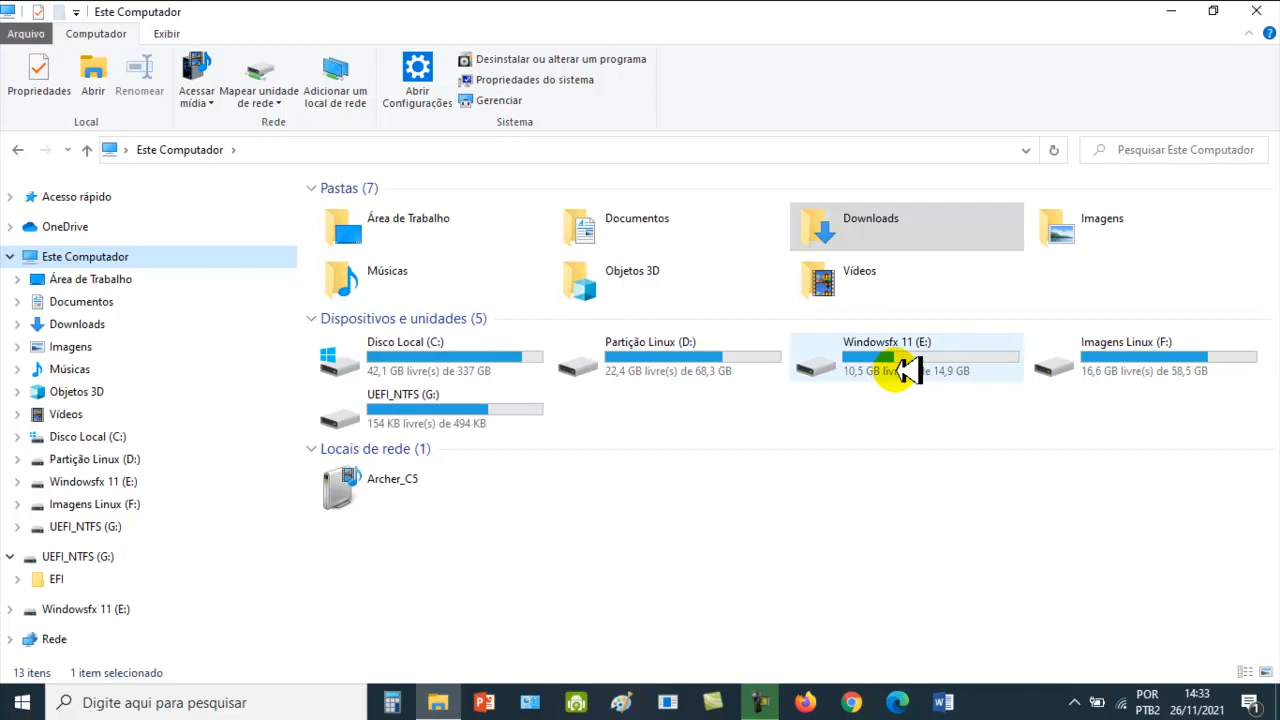 Este Computador
Arquivo
Computador
Exibir
Propriedades
Abrir
Renomear
Local
Acessar
mídia
Mapear unidade
de rede
Adicionar um
local de rede
Rede
Abrir
Configurações
Desinstalar ou alterar um programa
Propriedades do sistema
Gerenciar
Sistema
Este Computador
Pesquisar Este Computador
Acesso rápido
OneDrive
Este Computador
Área de Trabalho
Documentos
Downloads
Imagens
Músicas
Objetos 3D
Vídeos
Disco Local (C:)
Partição Linux (D:)
Windowsfx 11 (E:)
Imagens Linux (F:)
UEFI_NTFS (G:)
UEFI_NTFS (G:)
EFI
Windowsfx 11 (E:)
Rede
Pastas (7)
Área de Trabalho
Documentos
Downloads
Imagens
Músicas
Objetos 3D
Vídeos
Dispositivos e unidades (5)
Disco Local (C:)
42,1 GB livre(s) de 337 GB
Partição Linux (D:)
22,4 GB livre(s) de 68,3 GB
Windowsfx 11 (E:)
10,5 GB de 14,9 GB
Imagens Linux (F:)
16,6 GB livre(s) de 58,5 GB
UEFI_NTFS (G:)
154 KB livre(s) de 494 KB
Locais de rede (1)
Archer_C5
13 itens
1 item selecionado
Digite aqui para pesquisar
POR
PTB2
14:33
26/11/2021
1